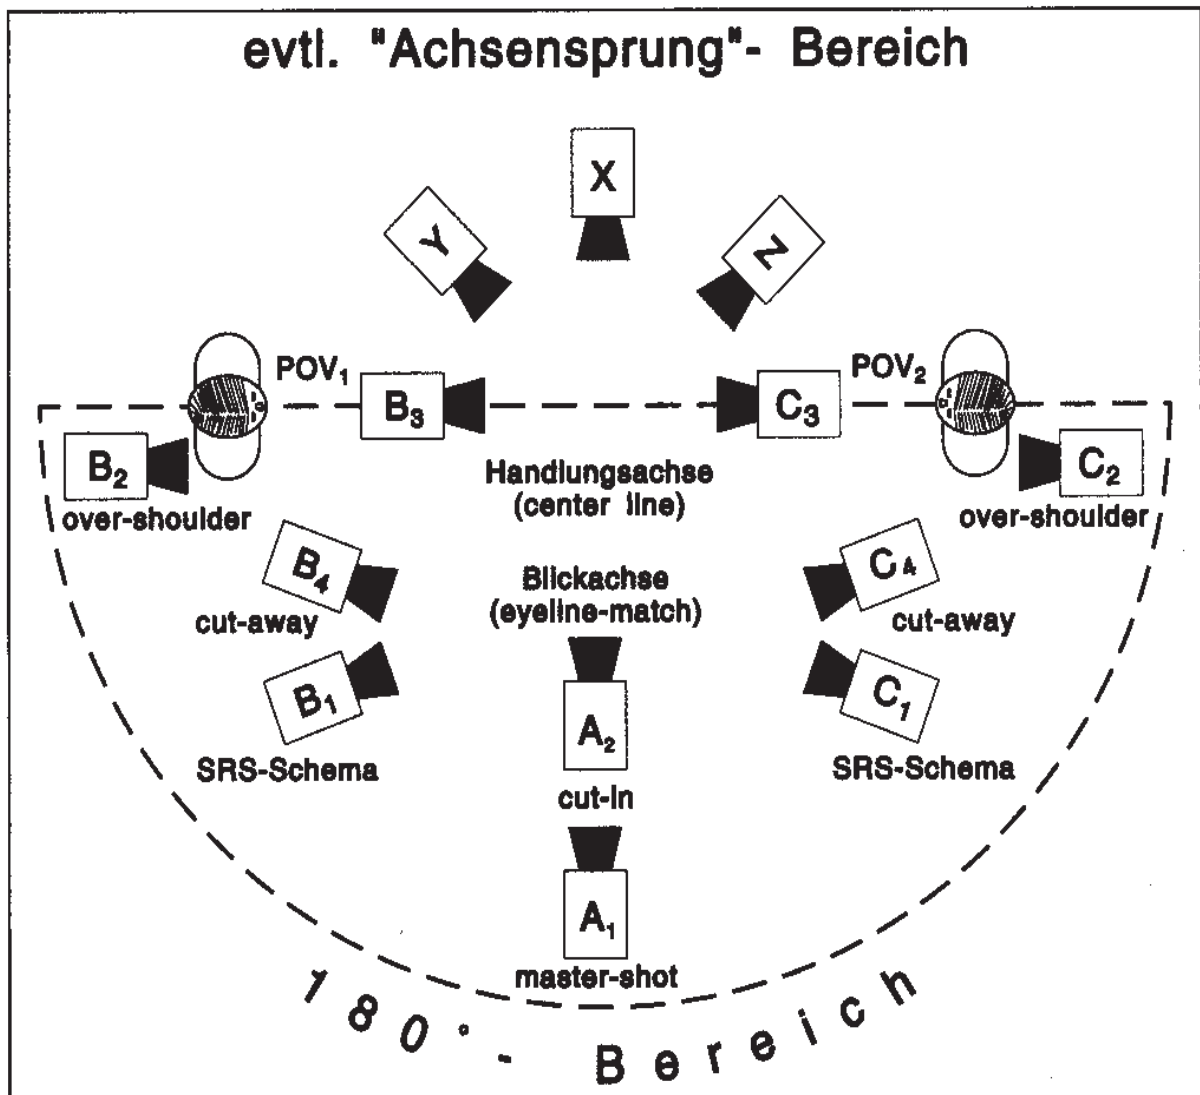 evtl. "Achsensprung"- Bereich
X
Y
Z
POV₁
B₃
C₃
POV₂
B₂
over-shoulder
Handlungsachse
(center line)
C₂
over-shoulder
B₄
cut-away
Blickachse
(eyeline-match)
C₄
cut-away
B₁
SRS-Schema
A₂
cut-in
C₁
SRS-Schema
A₁
master-shot
180°- Bereich